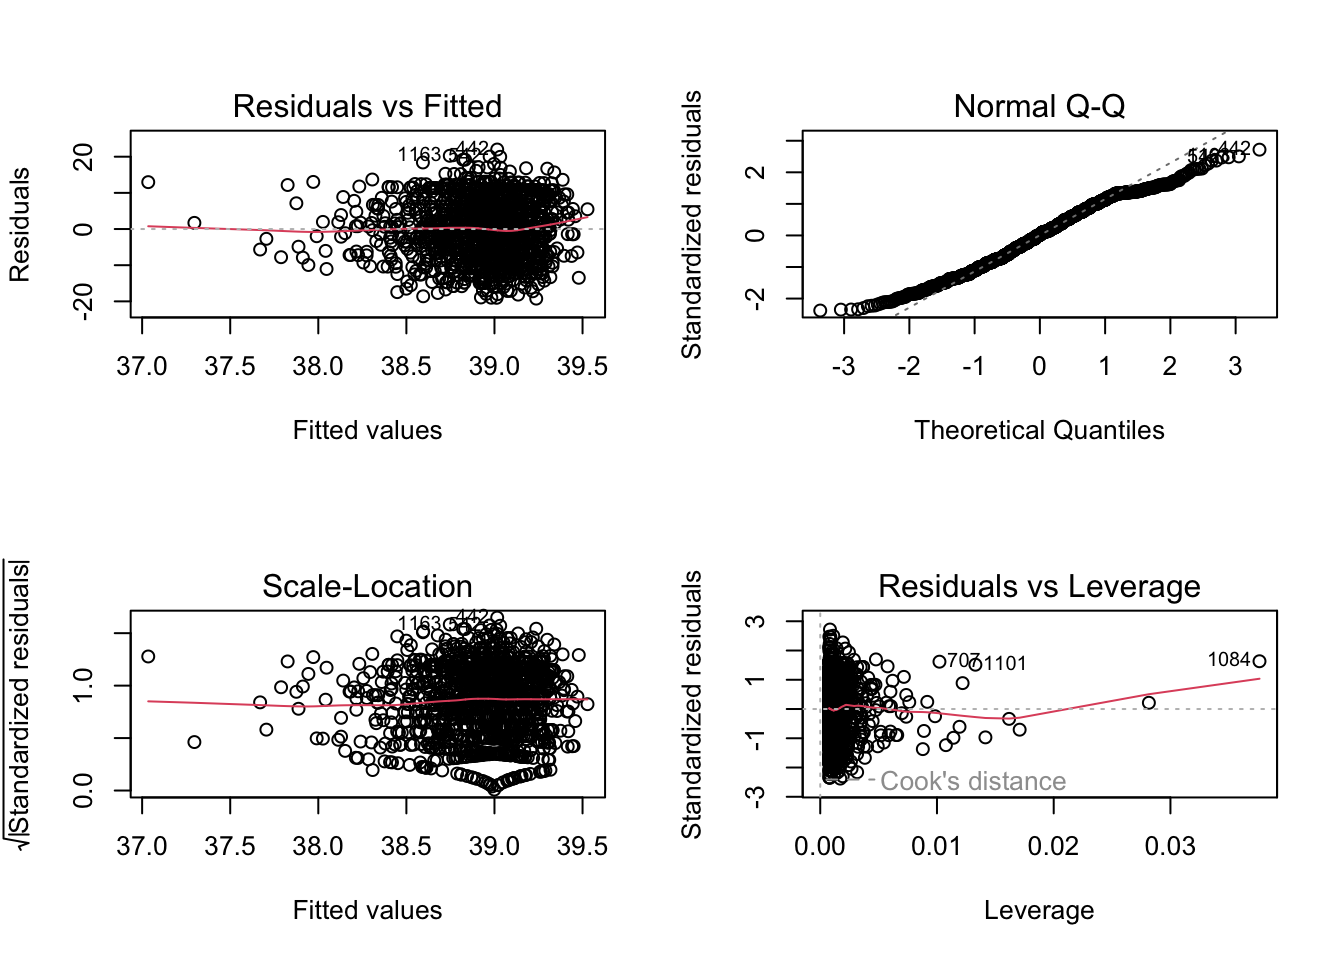 Residuals vs Fitted
Residuals
20
0
-20
1163
442
37.0 37.5 38.0 38.5 39.0 39.5
Fitted values
Normal Q-Q
Standardized residuals
2
0
-2
442
-3 -2 -1 0 1 2 3
Theoretical Quantiles
Scale-Location
√|Standardized residuals|
1.0
0.0
1163
442
37.0 37.5 38.0 38.5 39.0 39.5
Fitted values
Residuals vs Leverage
Standardized residuals
3
1
-1
-3
707
1101
1084
Cook's distance
0.00 0.01 0.02 0.03
Leverage